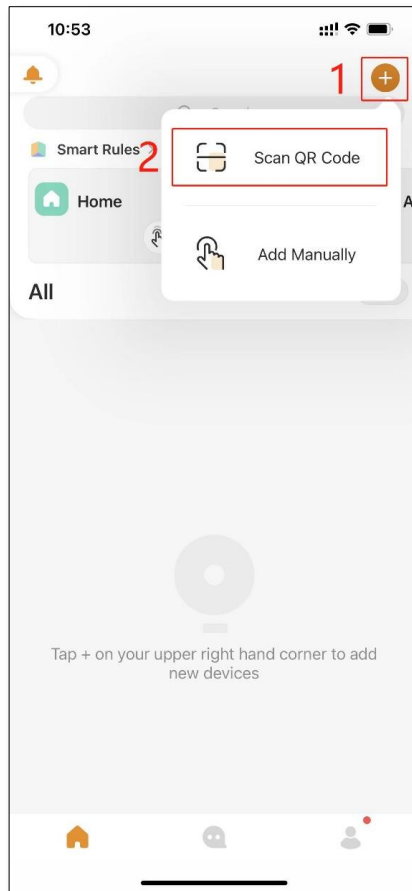 10:53
1
Smart Rules
2
Scan QR Code
Home
A
Add Manually
All
Tap + on your upper right hand corner to add
new devices